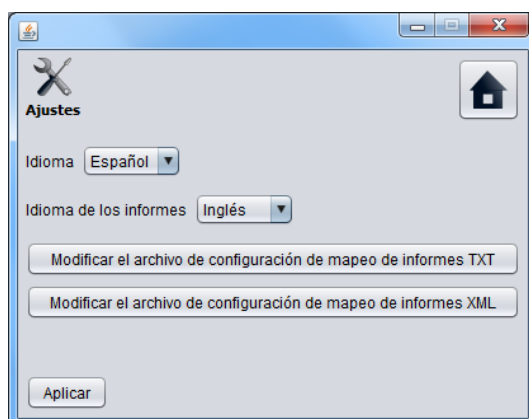 Ajustes
Idioma Español
Idioma de los informes Inglés
Modificar el archivo de configuración de mapeo de informes TXT
Modificar el archivo de configuración de mapeo de informes XML
Aplicar